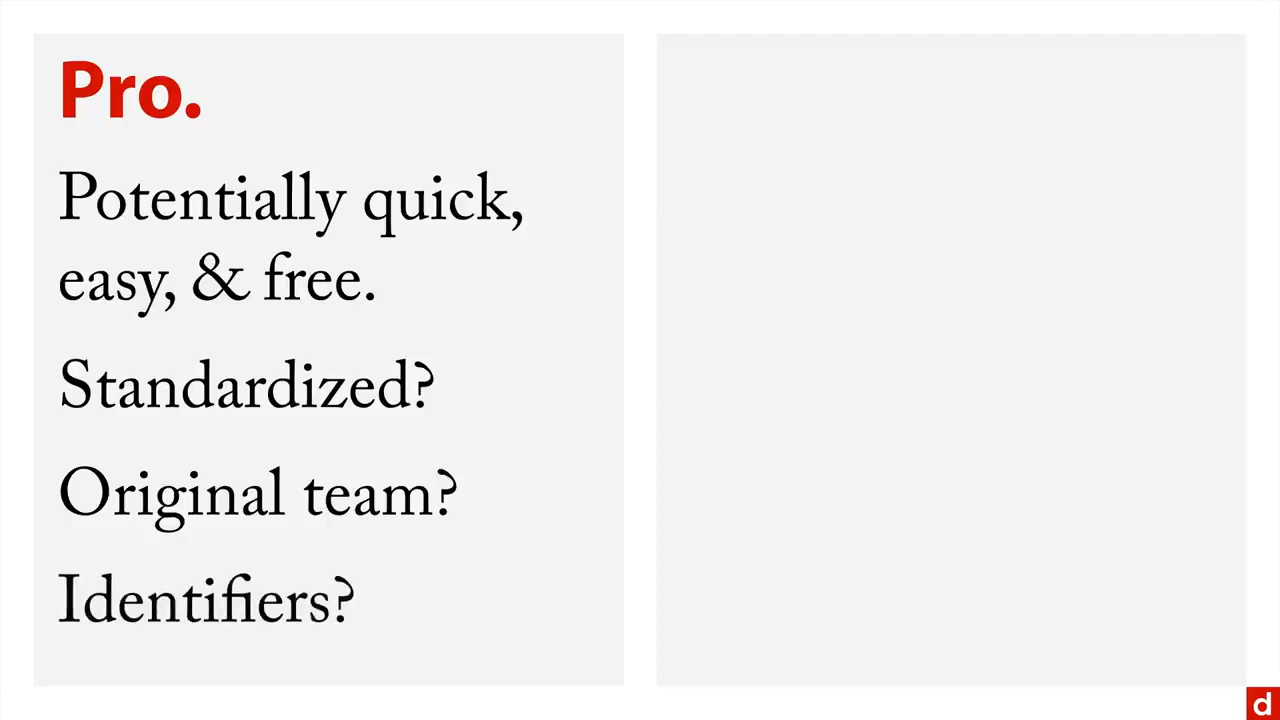 Pro.
Potentially quick,
easy, & free.
Standardized?
Original team?
Identifiers?
d